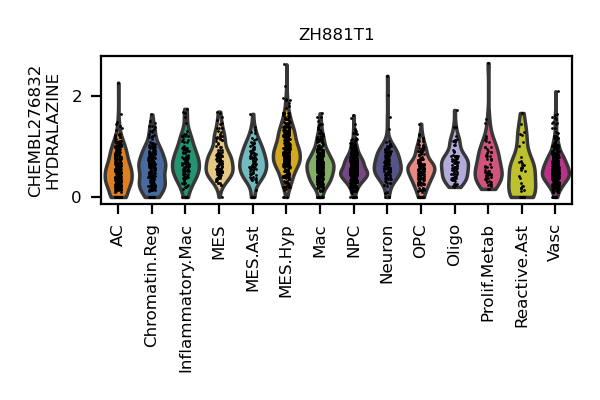 ZH881T1
CHEMBL276832
HYDRALAZINE
2
0
AC
Chromatin.Reg
Inflammatory.Mac
MES
MES.Ast
MES.Hyp
Mac
NPC
Neuron
OPC
Oligo
Prolif.Metab
Reactive.Ast
Vasc